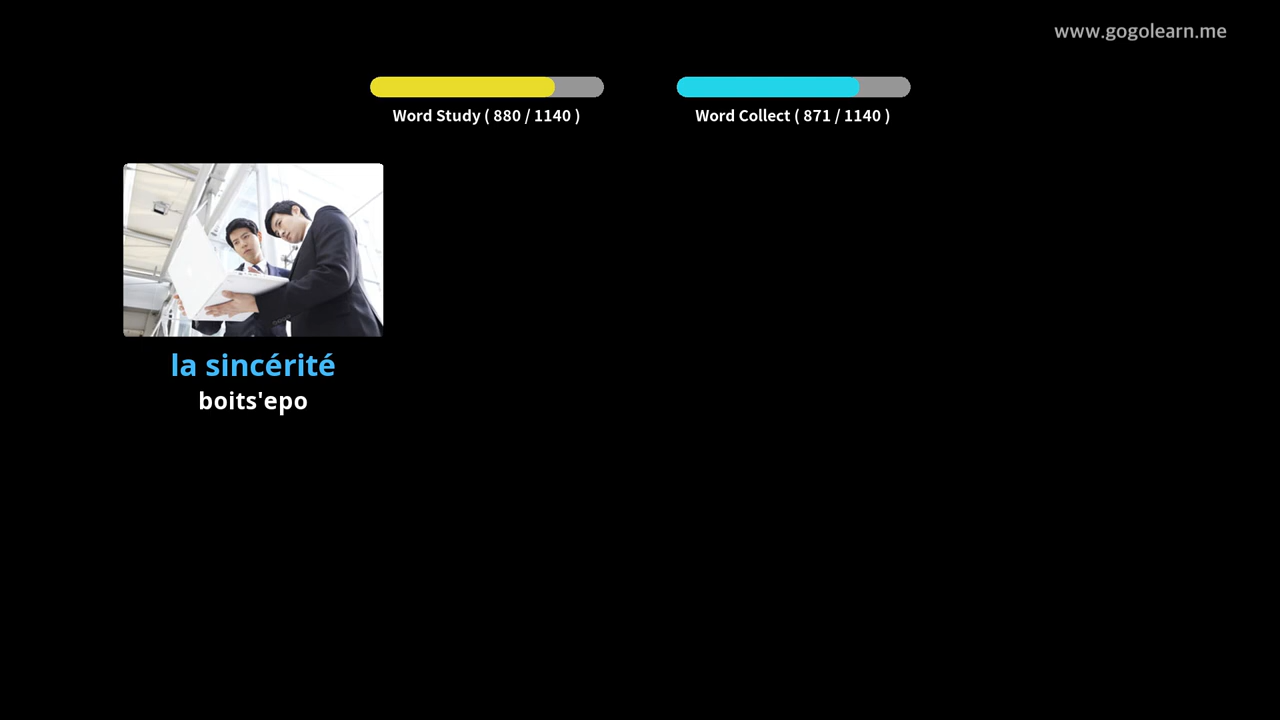 www.gogolearn.me
Word Study ( 880 / 1140 )
Word Collect ( 871 / 1140 )
la sincérité
boits'epo